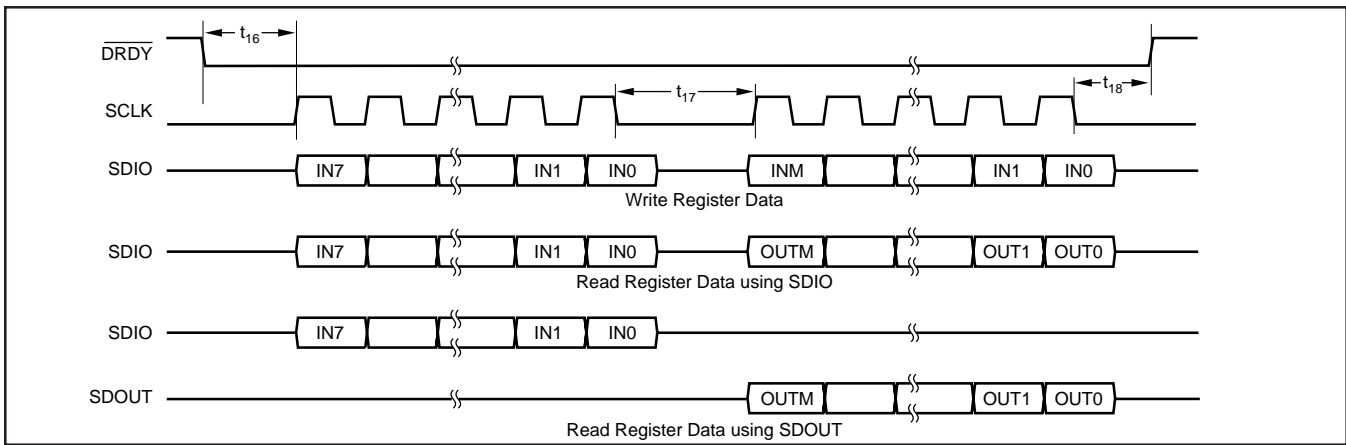 t16
DRDY
t17
t18
SCLK
SDIO IN7 IN1 IN0 INM IN1 IN0
Write Register Data
SDIO IN7 IN1 IN0 OUTM OUT1 OUT0
Read Register Data using SDIO
SDIO IN7 IN1 IN0
SDOUT OUTM OUT1 OUT0
Read Register Data using SDOUT